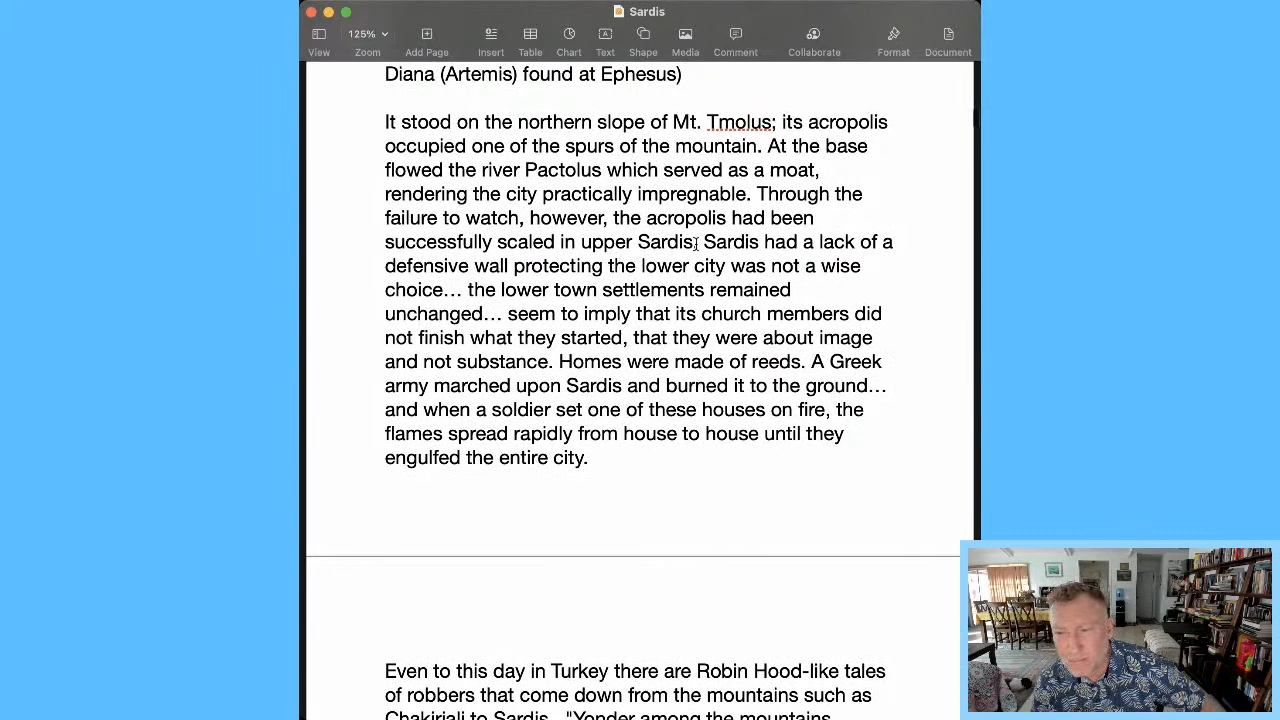 Sardis
125%
View Zoom Add Page Insert Table Chart Text Shape Media Comment Collaborate Format Document
Diana (Artemis) found at Ephesus)
It stood on the northern slope of Mt. Tmolus; its acropolis
occupied one of the spurs of the mountain. At the base
flowed the river Pactolus which served as a moat,
rendering the city practically impregnable. Through the
failure to watch, however, the acropolis had been
successfully scaled in upper Sardis. Sardis had a lack of a
defensive wall protecting the lower city was not a wise
choice… the lower town settlements remained
unchanged… seem to imply that its church members did
not finish what they started, that they were about image
and not substance. Homes were made of reeds. A Greek
army marched upon Sardis and burned it to the ground…
and when a soldier set one of these houses on fire, the
flames spread rapidly from house to house until they
engulfed the entire city.
Even to this day in Turkey there are Robin Hood-like tales
of robbers that come down from the mountains such as
Chakirjali to Sardis. "Yonder among the mountains